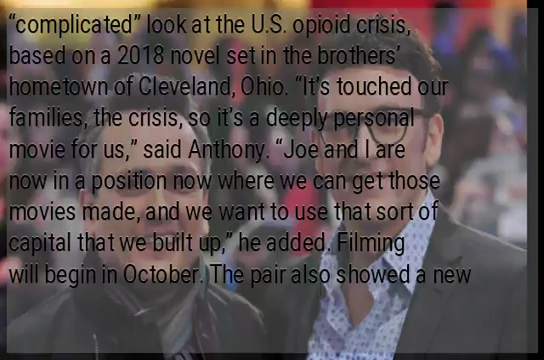 “complicated” look at the U.S. opioid crisis,
based on a 2018 novel set in the brothers’
hometown of Cleveland, Ohio. “It’s touched our
families, the crisis, so it’s a deeply personal
movie for us,” said Anthony. “Joe and I are
now in a position now where we can get those
movies made, and we want to use that sort of
capital that we built up,” he added. Filming
will begin in October. The pair also showed a new